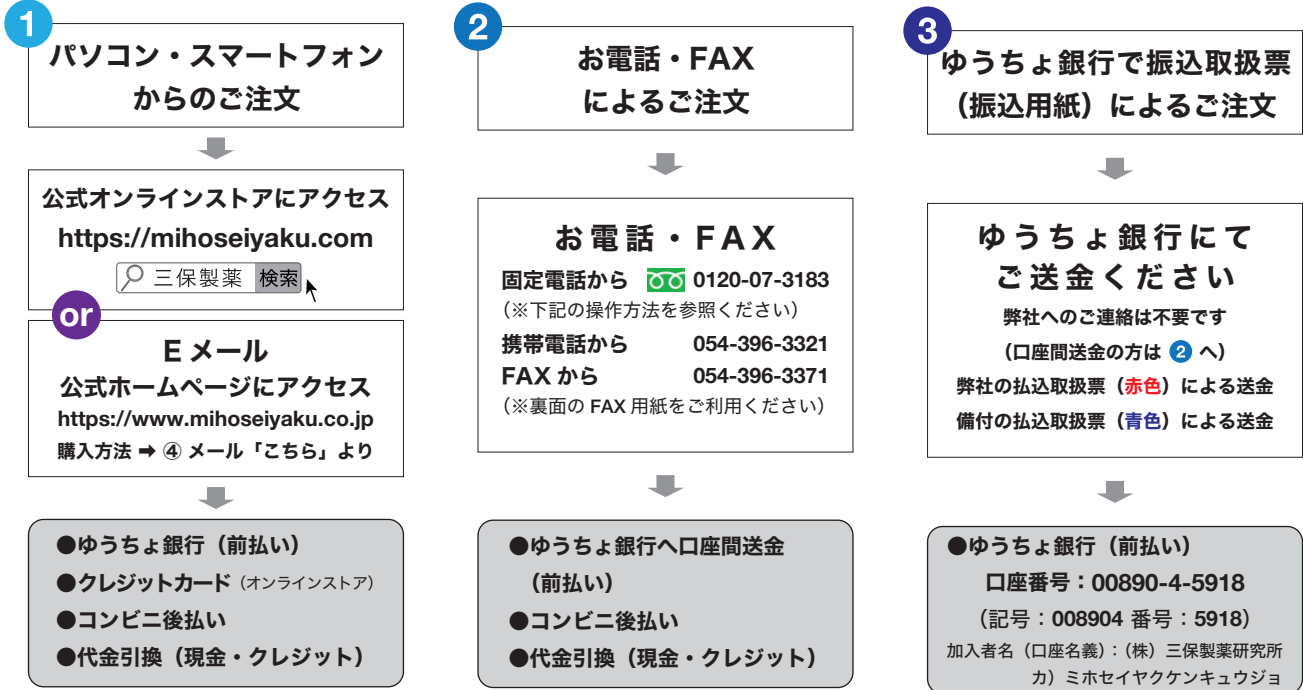 1
パソコン・スマートフォン
からのご注文
公式オンラインストアにアクセス
https://mihoseiyaku.com
三保製薬 検索
or
Eメール
公式ホームページにアクセス
https://www.mihoseiyaku.co.jp
購入方法 ➡ ④ メール「こちら」より
●ゆうちょ銀行（前払い）
●クレジットカード（オンラインストア）
●コンビニ後払い
●代金引換（現金・クレジット）
2
お電話・FAX
によるご注文
お電話・FAX
固定電話から 0120-07-3183
（※下記の操作方法を参照ください）
携帯電話から 054-396-3321
FAX から 054-396-3371
（※裏面の FAX 用紙をご利用ください）
●ゆうちょ銀行へ口座間送金
（前払い）
●コンビニ後払い
●代金引換（現金・クレジット）
3
ゆうちょ銀行で振込取扱票
（振込用紙）によるご注文
ゆうちょ銀行にて
ご送金ください
弊社へのご連絡は不要です
（口座間送金の方は 2 へ）
弊社の払込取扱票（赤色）による送金
備付の払込取扱票（青色）による送金
●ゆうちょ銀行（前払い）
口座番号：00890-4-5918
（記号：008904 番号：5918）
加入者名（口座名義）：（株）三保製薬研究所
カ）ミホセイヤクケンキュウジョ